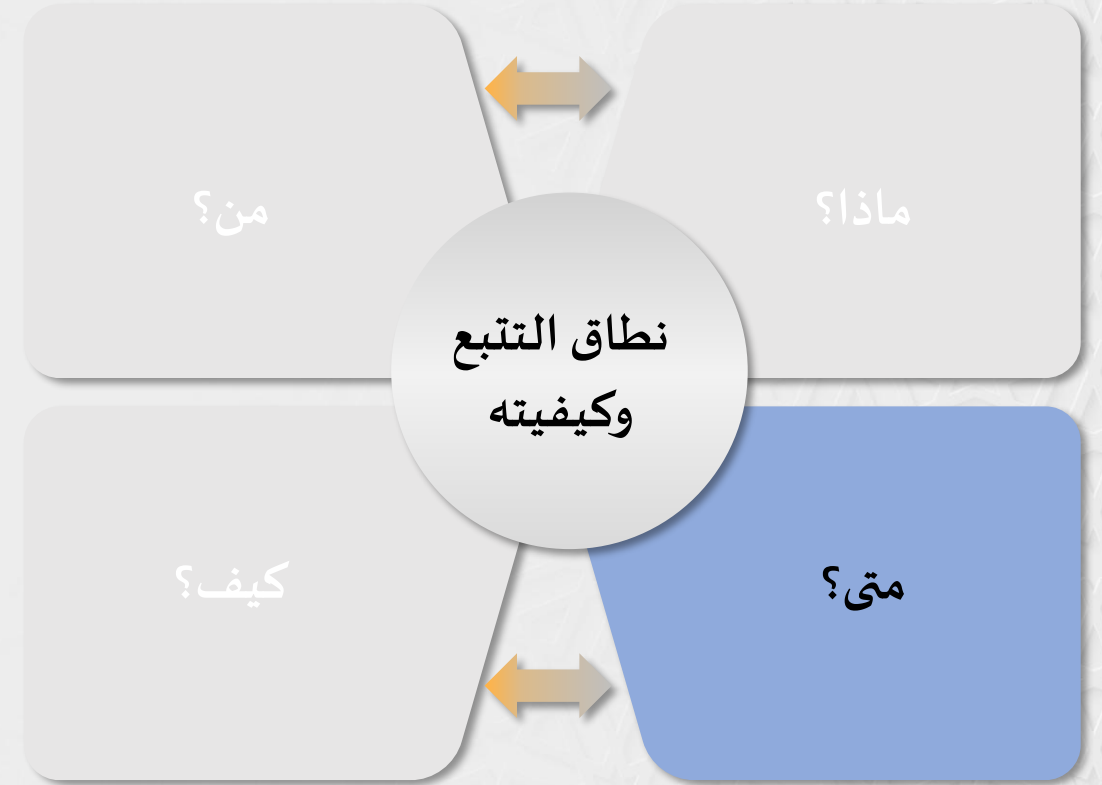 ماذا؟
من؟
نطاق التتبع
وكيفيته
متى؟
كيف؟